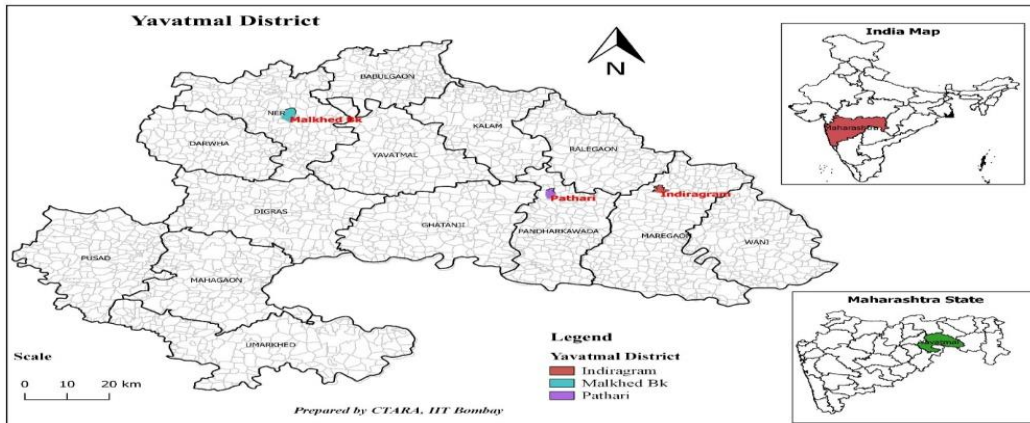 Yavatmal District
India Map
Maharashtra
N
BABULGAON
NER
Malkhed Bk
DARWHA
YAVATMAL
KALAM
RALEGAON
Pathari
Indiragram
DIGRAS
GHATANJI
PANDHARKAWADA
MAREGAON
WANI
PUSAD
MAHAGAON
UMARKHED
Maharashtra State
Yavatmal
Scale
0 10 20 km
Legend
Yavatmal District
Indiragram
Malkhed Bk
Pathari
Prepared by CTARA, IIT Bombay